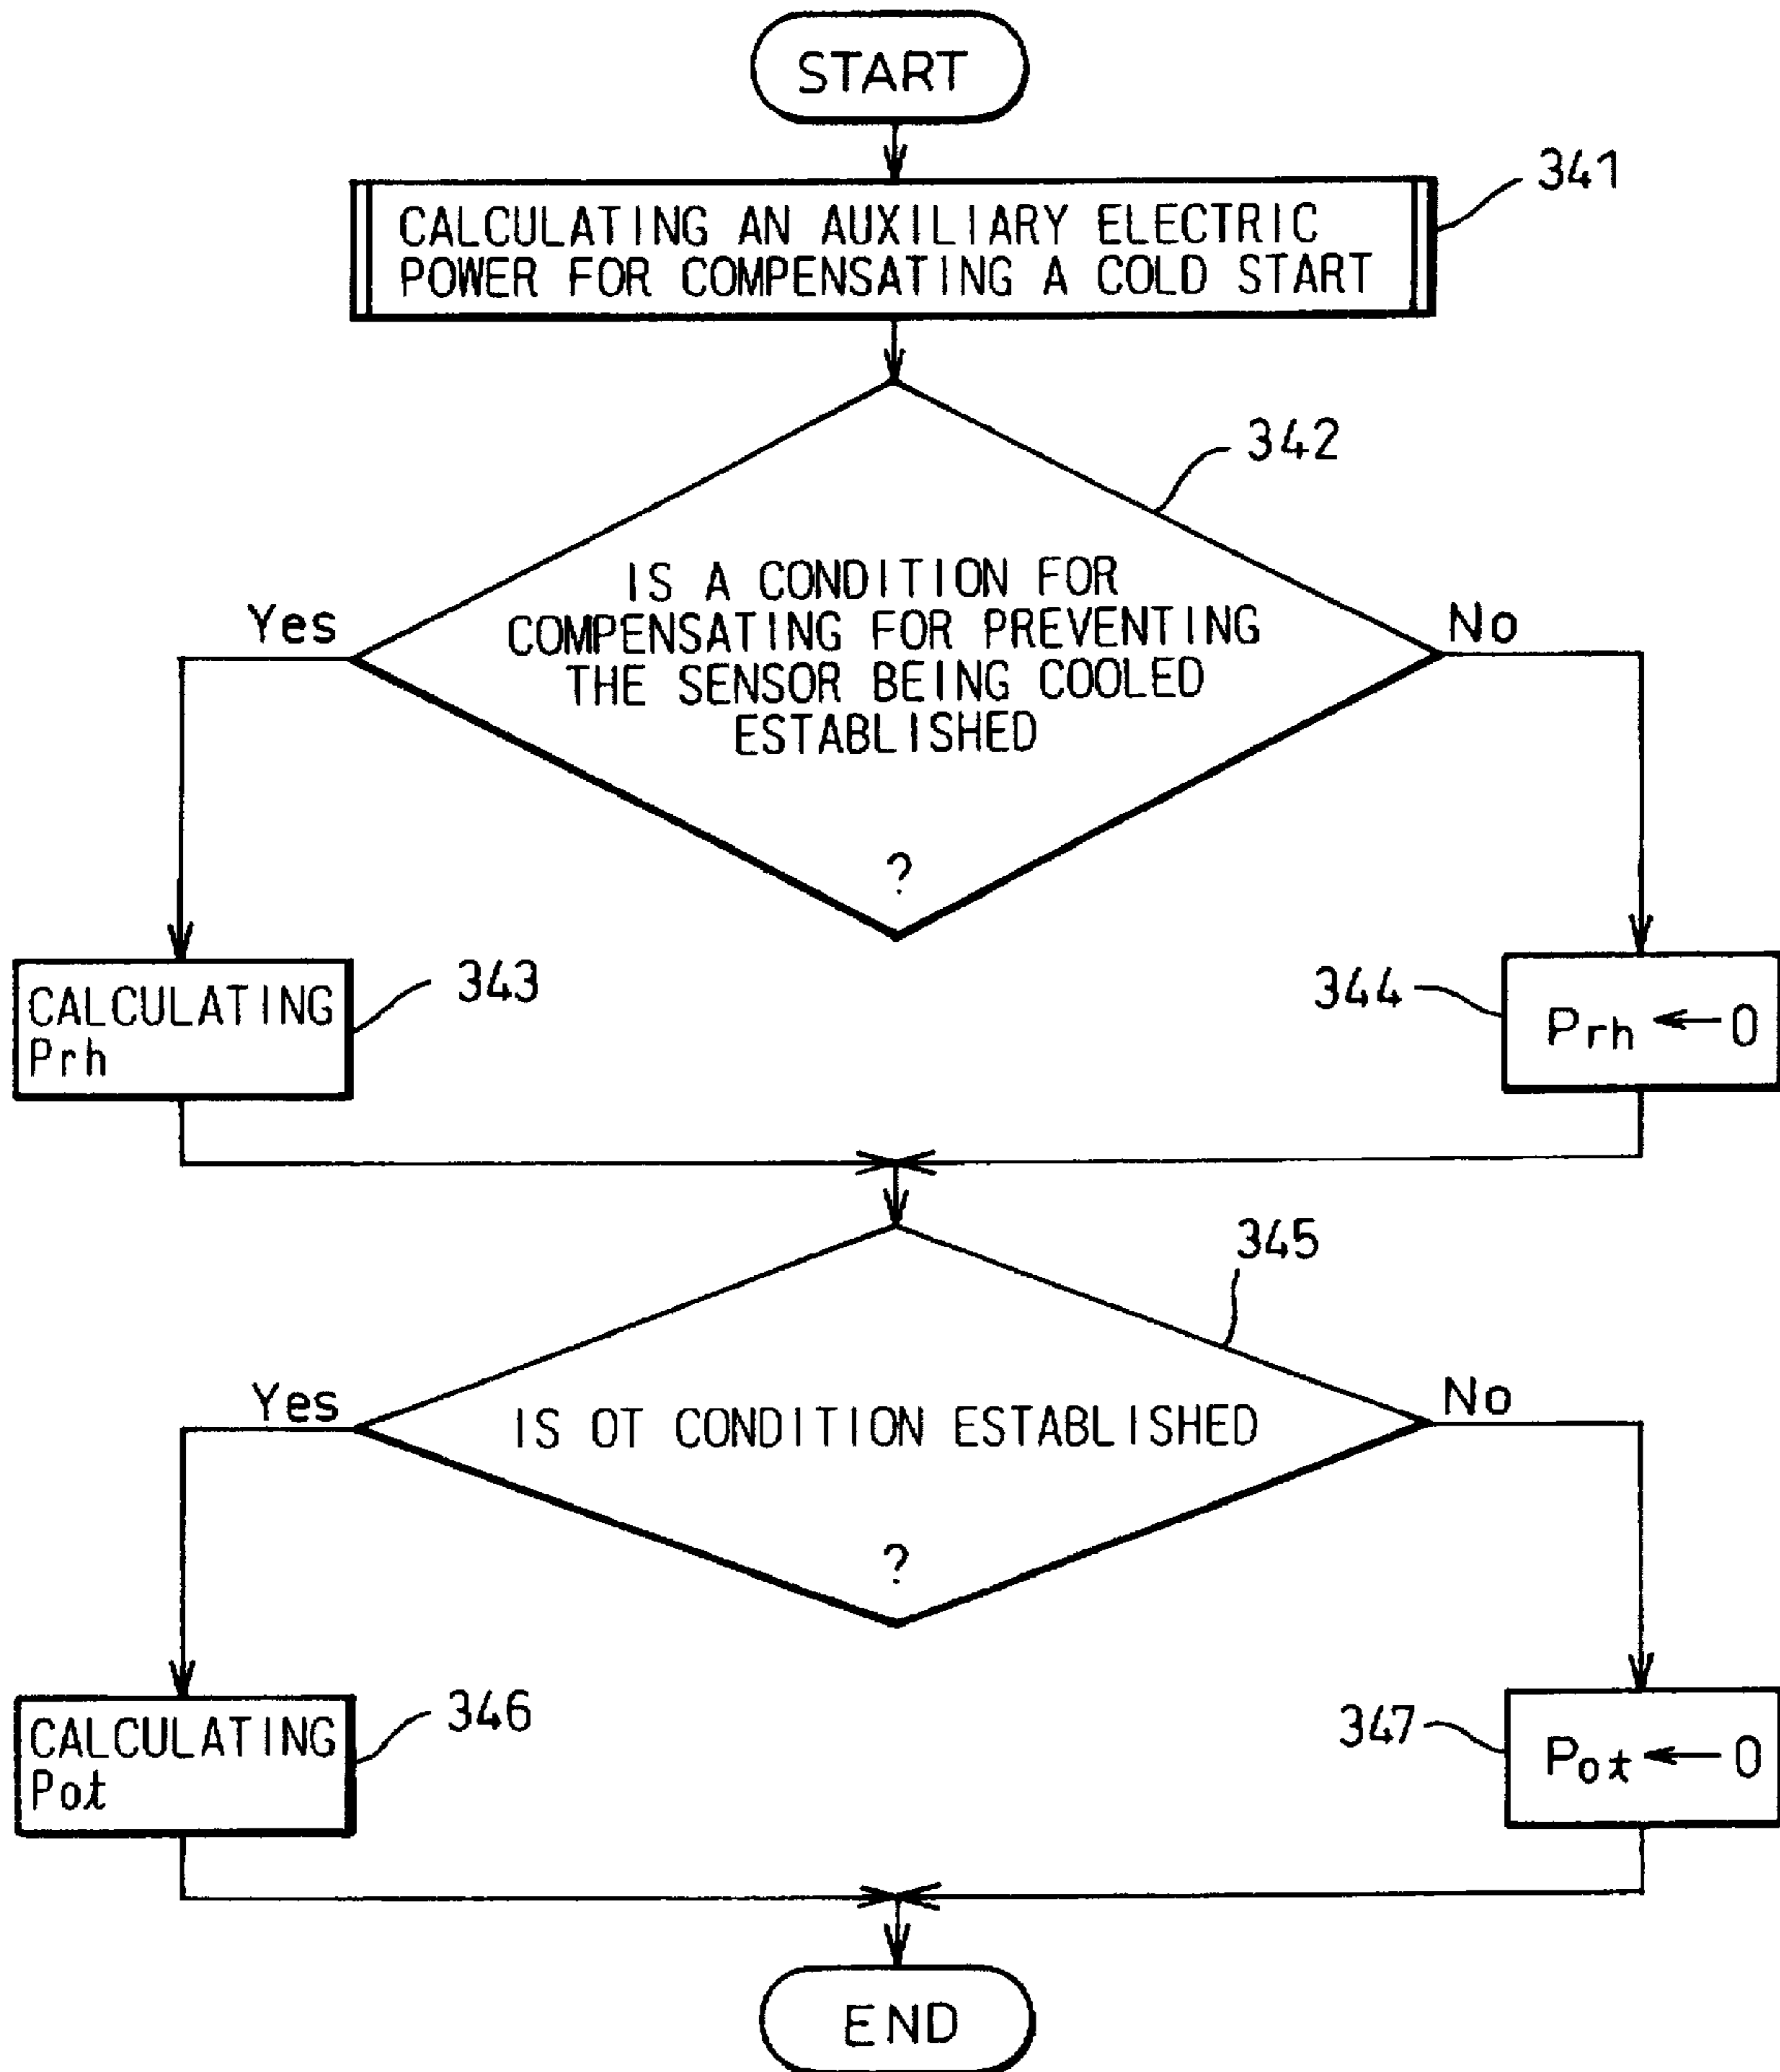 START
341
CALCULATING AN AUXILIARY ELECTRIC
POWER FOR COMPENSATING A COLD START
342
IS A CONDITION FOR
COMPENSATING FOR PREVENTING
THE SENSOR BEING COOLED
ESTABLISHED
?
Yes
No
343
CALCULATING
Prh
344
Prh ← 0
345
IS OT CONDITION ESTABLISHED
?
Yes
No
346
CALCULATING
Pot
347
Pot ← 0
END